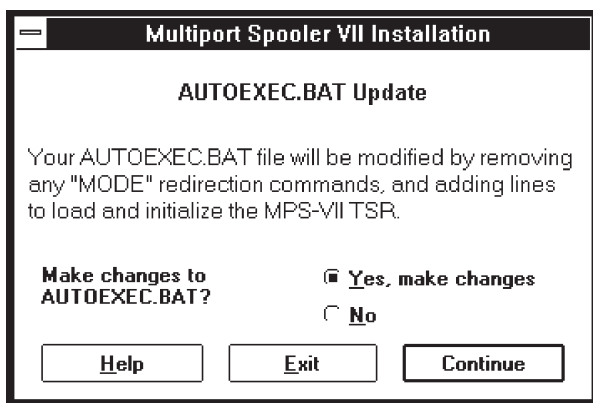 Multiport Spooler VII Installation
AUTOEXEC.BAT Update
Your AUTOEXEC.BAT file will be modified by removing
any "MODE" redirection commands, and adding lines
to load and initialize the MPS-VII TSR.
Make changes to
AUTOEXEC.BAT?
Yes, make changes
No
Help Exit Continue